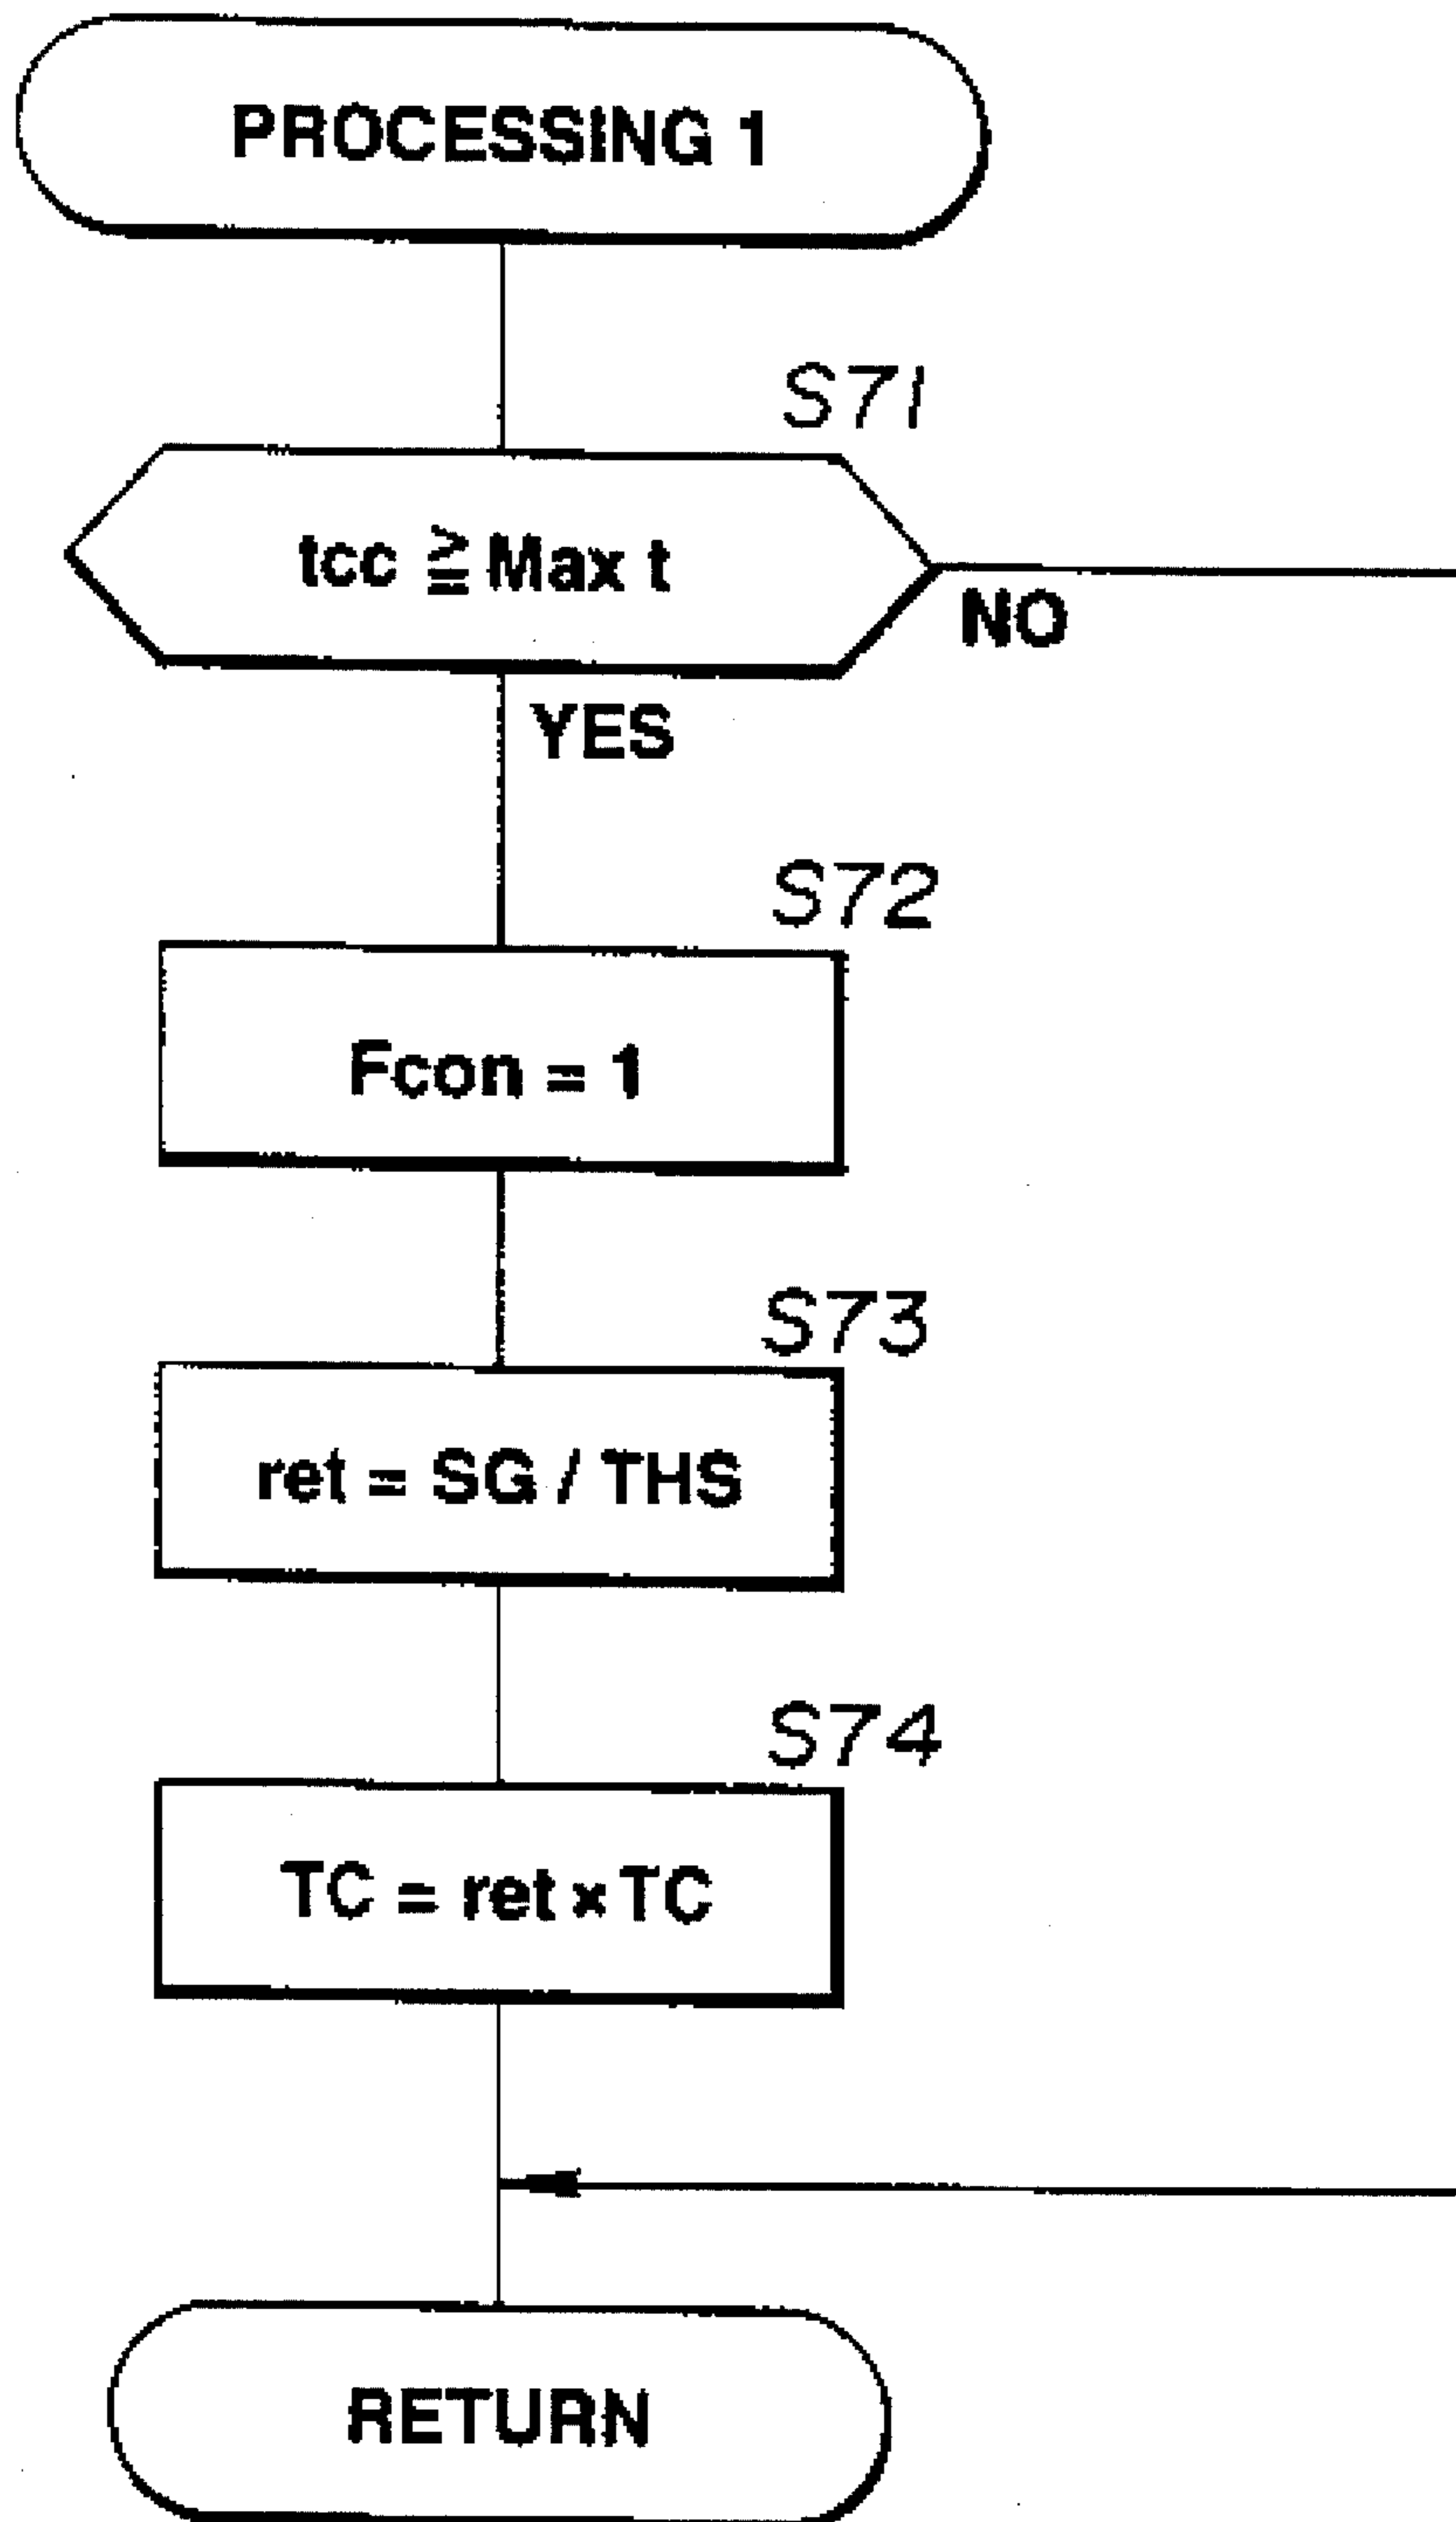 PROCESSING 1
S71
tcc ≧ Max t
NO
YES
S72
Fcon = 1
S73
ret = SG / THS
S74
TC = ret × TC
RETURN